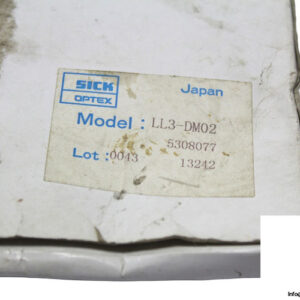 SICK
OPTEX
Japan
Model : LL3-DM02
5308077
Lot : 0043
13242